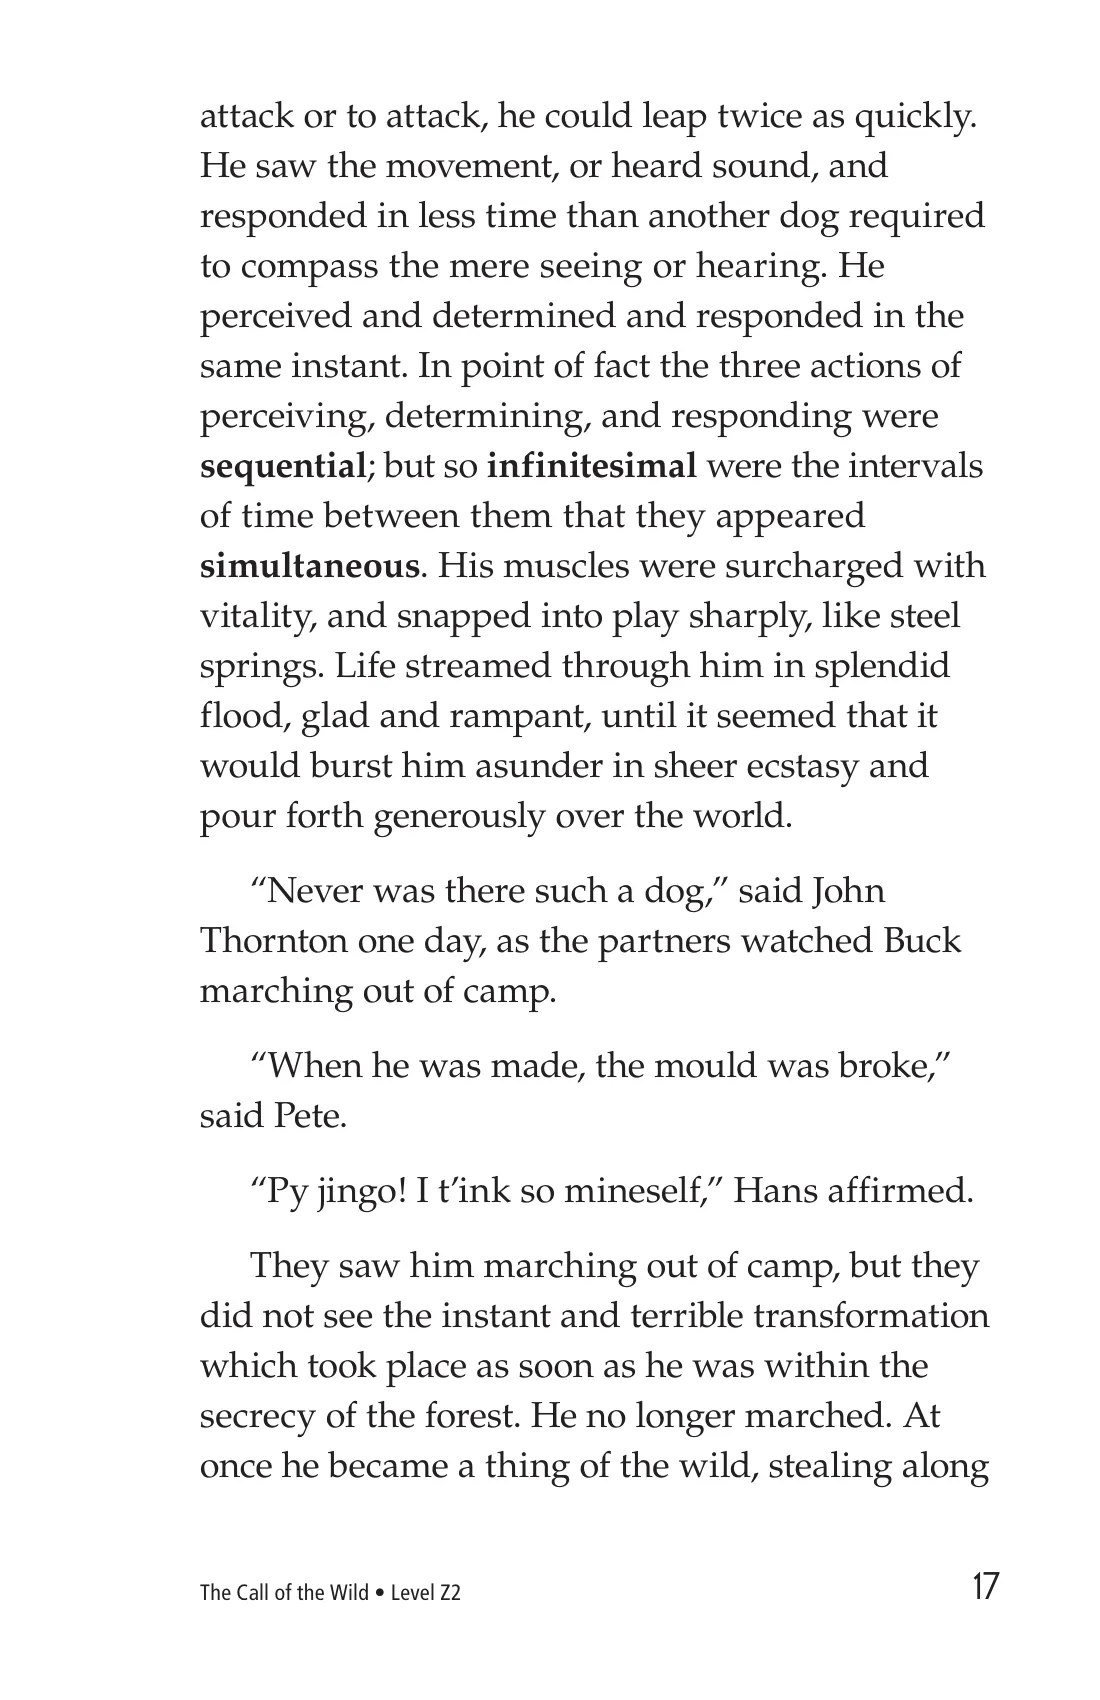 attack or to attack, he could leap twice as quickly.
He saw the movement, or heard sound, and
responded in less time than another dog required
to compass the mere seeing or hearing. He
perceived and determined and responded in the
same instant. In point of fact the three actions of
perceiving, determining, and responding were
sequential; but so infinitesimal were the intervals
of time between them that they appeared
simultaneous. His muscles were surcharged with
vitality, and snapped into play sharply, like steel
springs. Life streamed through him in splendid
flood, glad and rampant, until it seemed that it
would burst him asunder in sheer ecstasy and
pour forth generously over the world.
“Never was there such a dog,” said John
Thornton one day, as the partners watched Buck
marching out of camp.
“When he was made, the mould was broke,”
said Pete.
“Py jingo! I t’ink so mineself,” Hans affirmed.
They saw him marching out of camp, but they
did not see the instant and terrible transformation
which took place as soon as he was within the
secrecy of the forest. He no longer marched. At
once he became a thing of the wild, stealing along
The Call of the Wild • Level Z2
17